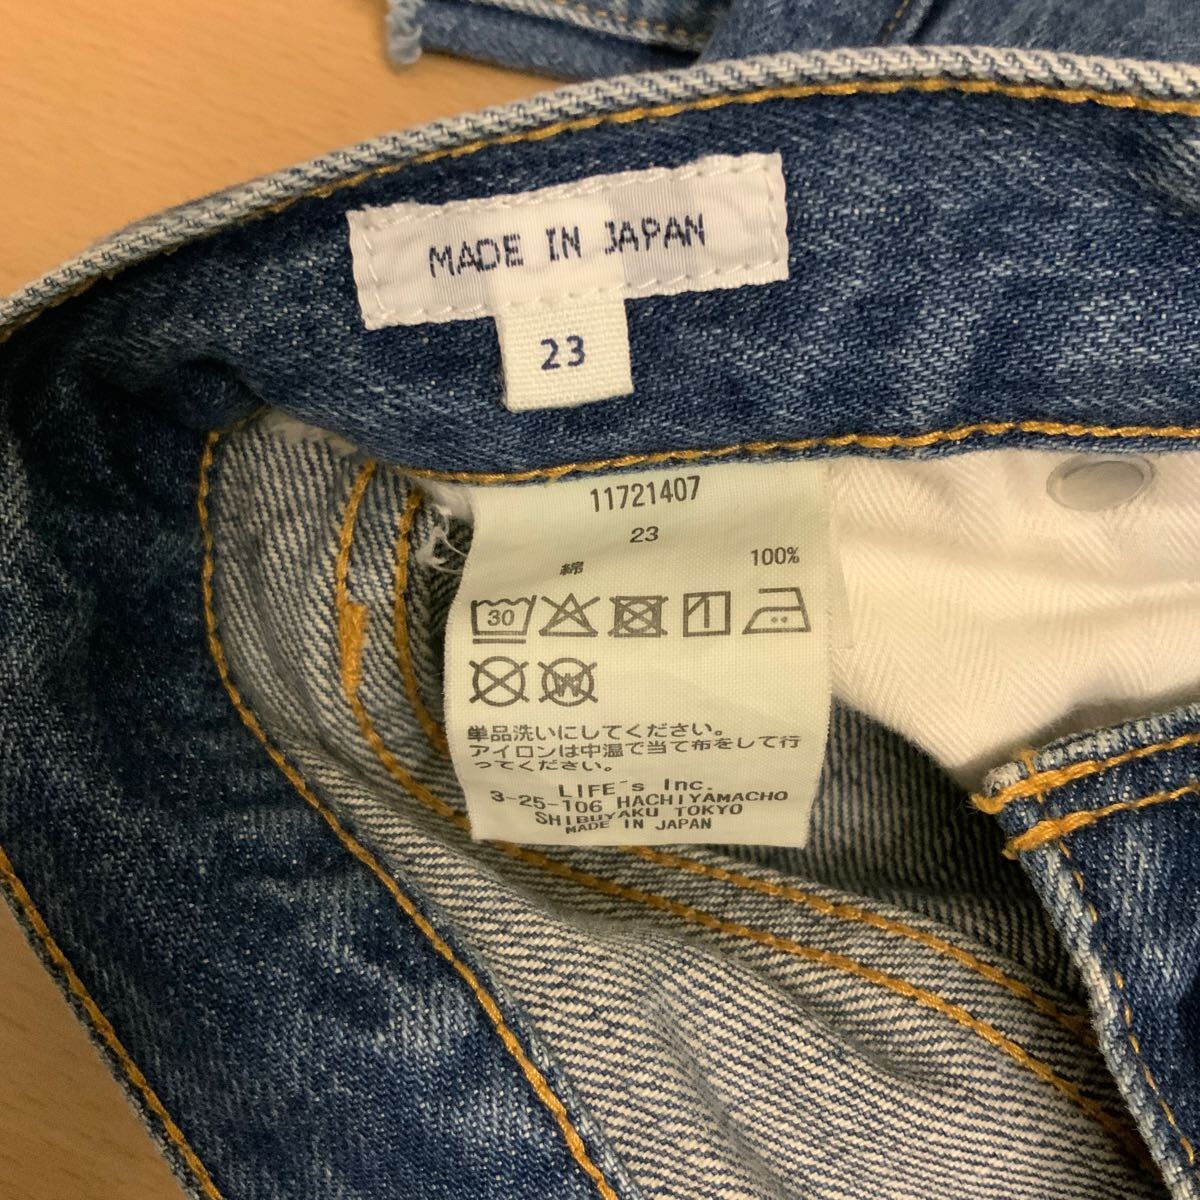 MADE IN JAPAN
23
11721407
23
綿 100%
30
W
単品洗いにしてください。
アイロンは中温で当て布をして行
ってください。
LIFE's Inc.
3-25-106 HACHIYAMACHO
SHIBUYAKU TOKYO
MADE IN JAPAN